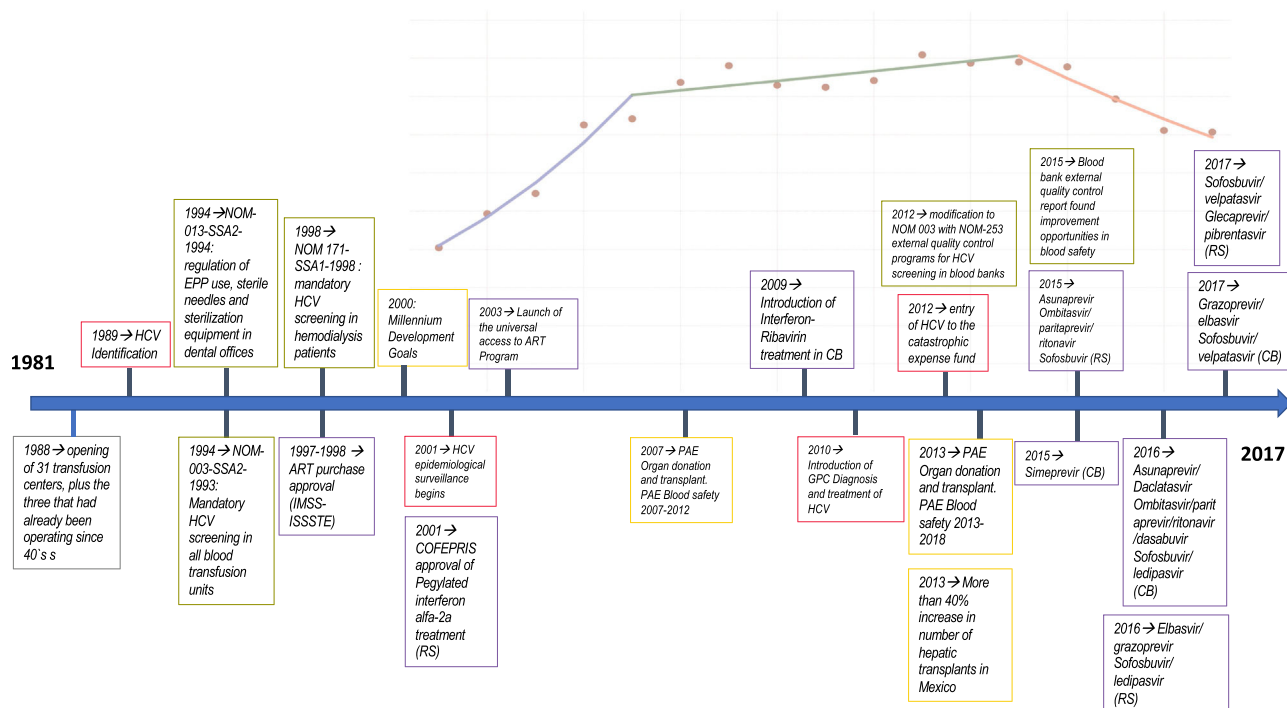 1981
1989→ HCV
Identification
1994→NOM-
013-SSA2-
1994:
regulation of
EPP use, sterile
needles and
sterilization
equipment in
dental offices
1998→
NOM 171-
SSA1-1998 :
mandatory
HCV
screening in
hemodialysis
patients
2000:
Millennium
Development
Goals
2003→ Launch of
the universal
access to ART
Program
2009→
Introduction of
Interferon-
Ribavirin
treatment in CB
2012→ modification to
NOM 003 with NOM-253
external quality control
programs for HCV
screening in blood banks
2012→ entry
of HCV to the
catastrophic
expense fund
2015→ Blood
bank external
quality control
report found
improvement
opportunities in
blood safety
2015→
Asunaprevir
Ombitasvir/
paritaprevir/
ritonavir
Sofosbuvir (RS)
2017→
Sofosbuvir/
velpatasvir
Glecaprevir/
pibrentasvir
(RS)
2017→
Grazoprevir/
elbasvir
Sofosbuvir/
velpatasvir (CB)
1988→ opening
of 31 transfusion
centers, plus the
three that had
already been
operating since
40`s s
1994→ NOM-
003-SSA2-
1993:
Mandatory
HCV
screening in
all blood
transfusion
units
1997-1998→
ART purchase
approval
(IMSS-
ISSSTE)
2001→ HCV
epidemiological
surveillance
begins
2001→
COFEPRIS
approval of
Pegylated
interferon
alfa-2a
treatment
(RS)
2007→ PAE
Organ donation
and transplant.
PAE Blood safety
2007-2012
2010→
Introduction of
GPC Diagnosis
and treatment of
HCV
2013→ PAE
Organ donation
and transplant.
PAE Blood
safety 2013-
2018
2013→ More
than 40%
increase in
number of
hepatic
transplants in
Mexico
2015→
Simeprevir (CB)
2016→
Asunaprevir/
Daclatasvir
Ombitasvir/parit
aprevir/ritonavir
/dasabuvir
Sofosbuvir/
ledipasvir
(CB)
2016→ Elbasvir/
grazoprevir
Sofosbuvir/
ledipasvir
(RS)
2017